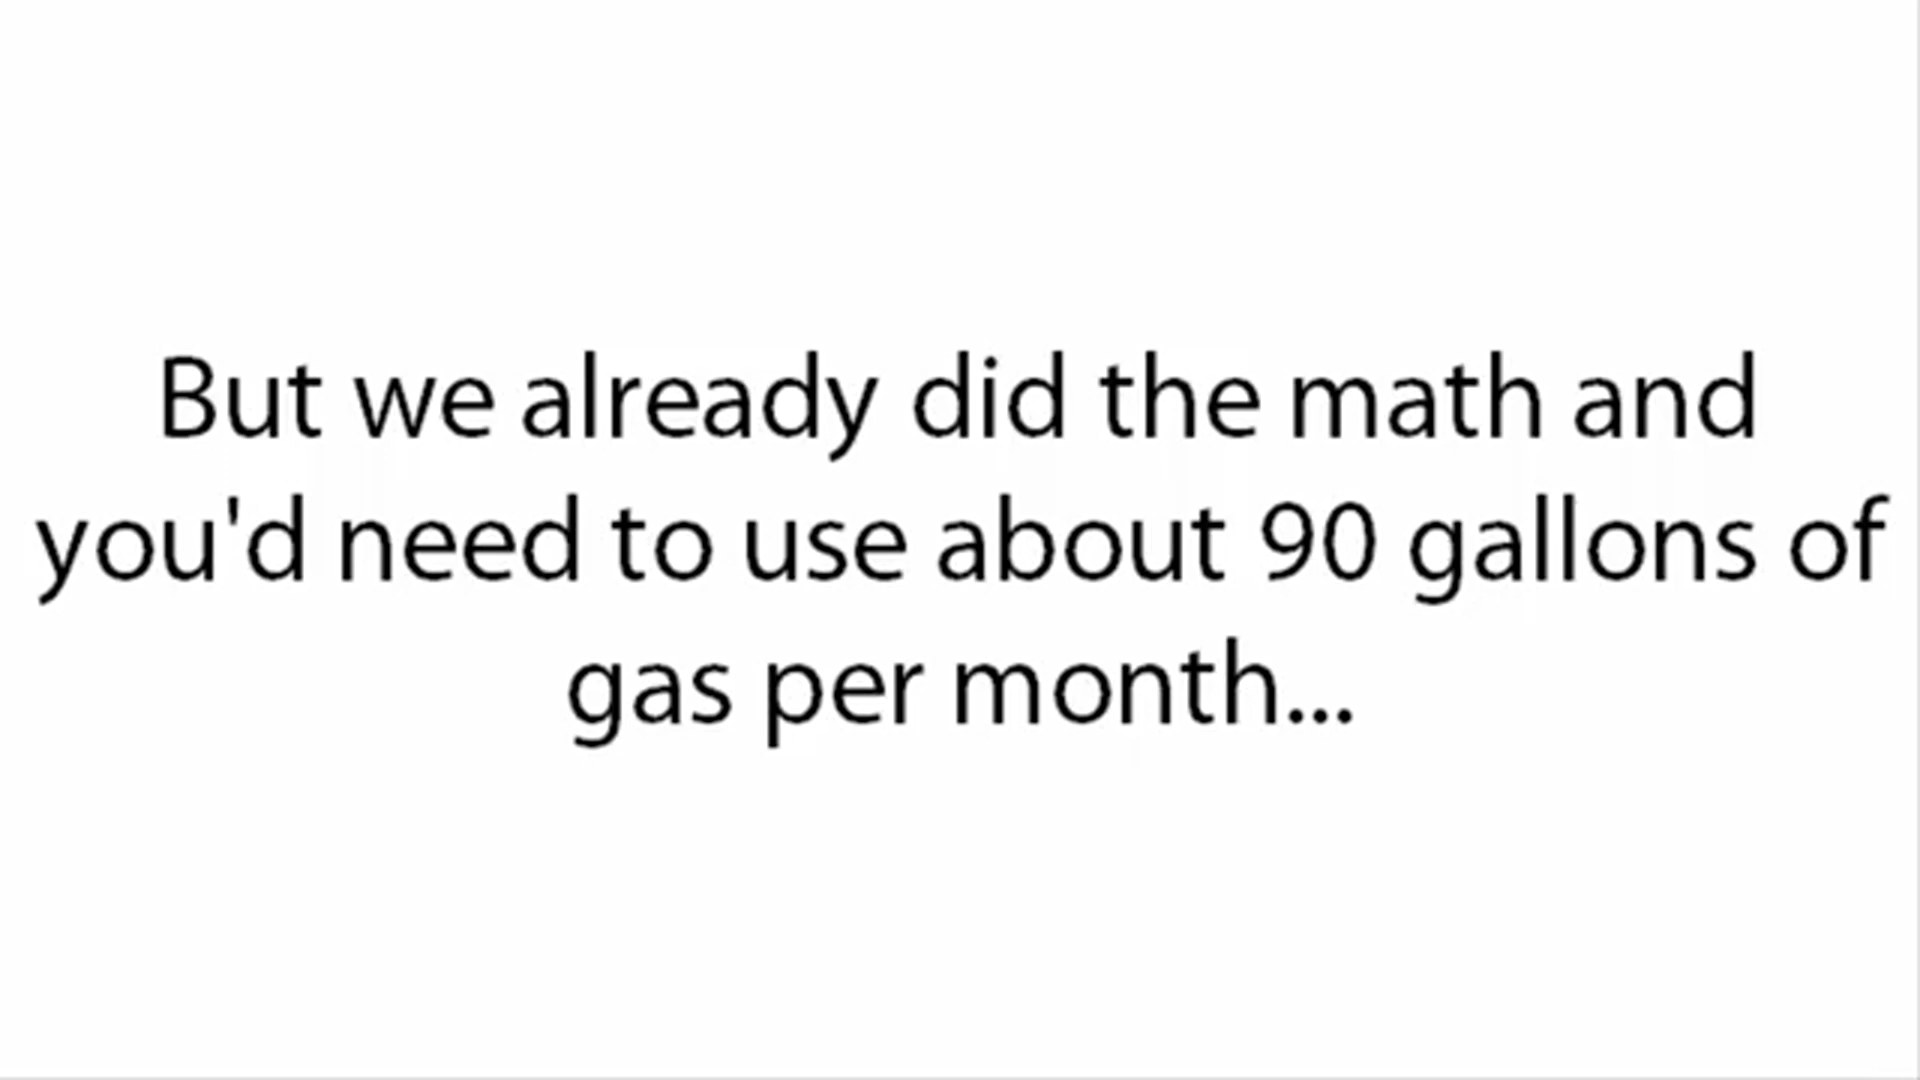 But we already did the math and
you'd need to use about 90 gallons of
gas per month...